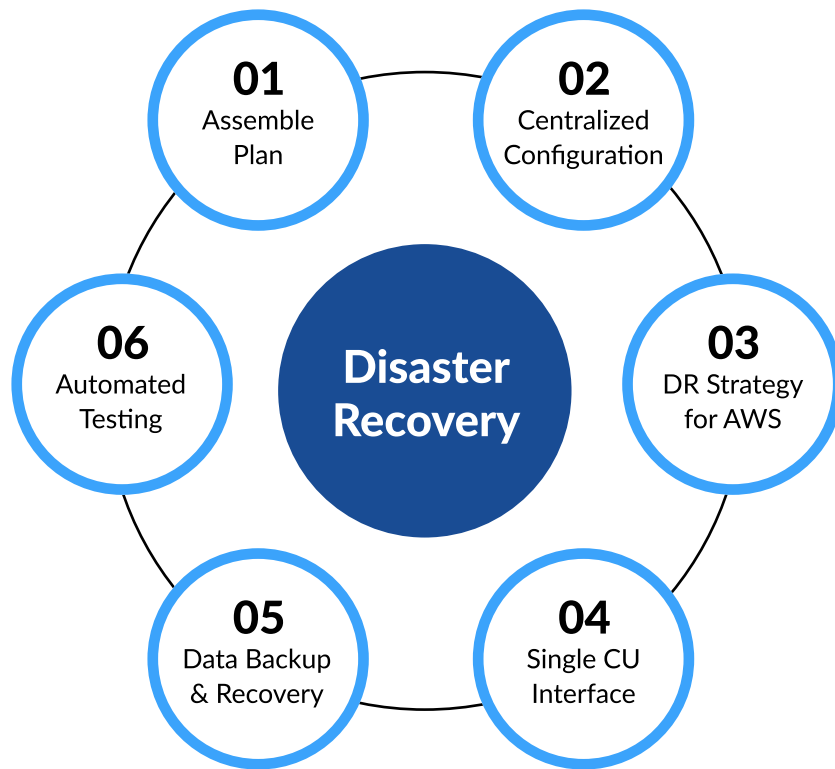 01
Assemble
Plan
02
Centralized
Configuration
03
DR Strategy
for AWS
04
Single CU
Interface
05
Data Backup
& Recovery
06
Automated
Testing
Disaster
Recovery